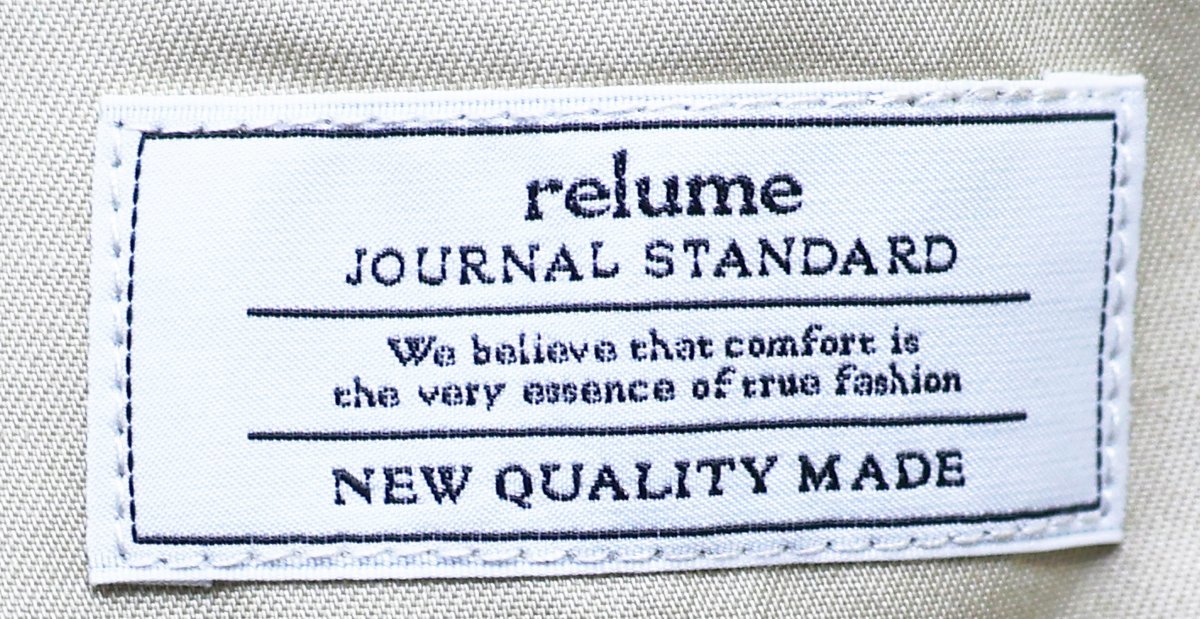 relume
JOURNAL STANDARD
We believe that comfort is
the very essence of true fashion
NEW QUALITY MADE